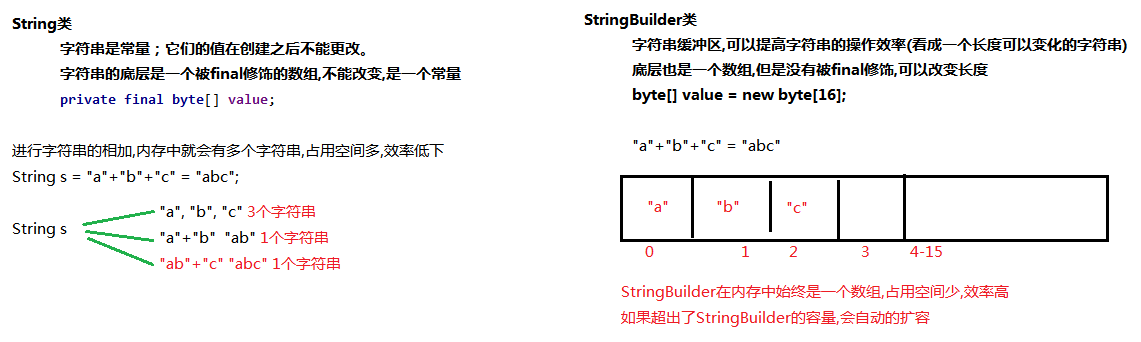 String类
字符串是常量；它们的值在创建之后不能更改。
字符串的底层是一个被final修饰的数组,不能改变,是一个常量
private final byte[] value;
进行字符串的相加,内存中就会有多个字符串,占用空间多,效率低下
String s = "a"+"b"+"c" = "abc";
String s
"a", "b", "c" 3个字符串
"a"+"b" "ab" 1个字符串
"ab"+"c" "abc" 1个字符串
StringBuilder类
字符串缓冲区,可以提高字符串的操作效率(看成一个长度可以变化的字符串)
底层也是一个数组,但是没有被final修饰,可以改变长度
byte[] value = new byte[16];
"a"+"b"+"c" = "abc"
"a" "b" "c"
0 1 2 3 4-15
StringBuilder在内存中始终是一个数组,占用空间少,效率高
如果超出了StringBuilder的容量,会自动的扩容